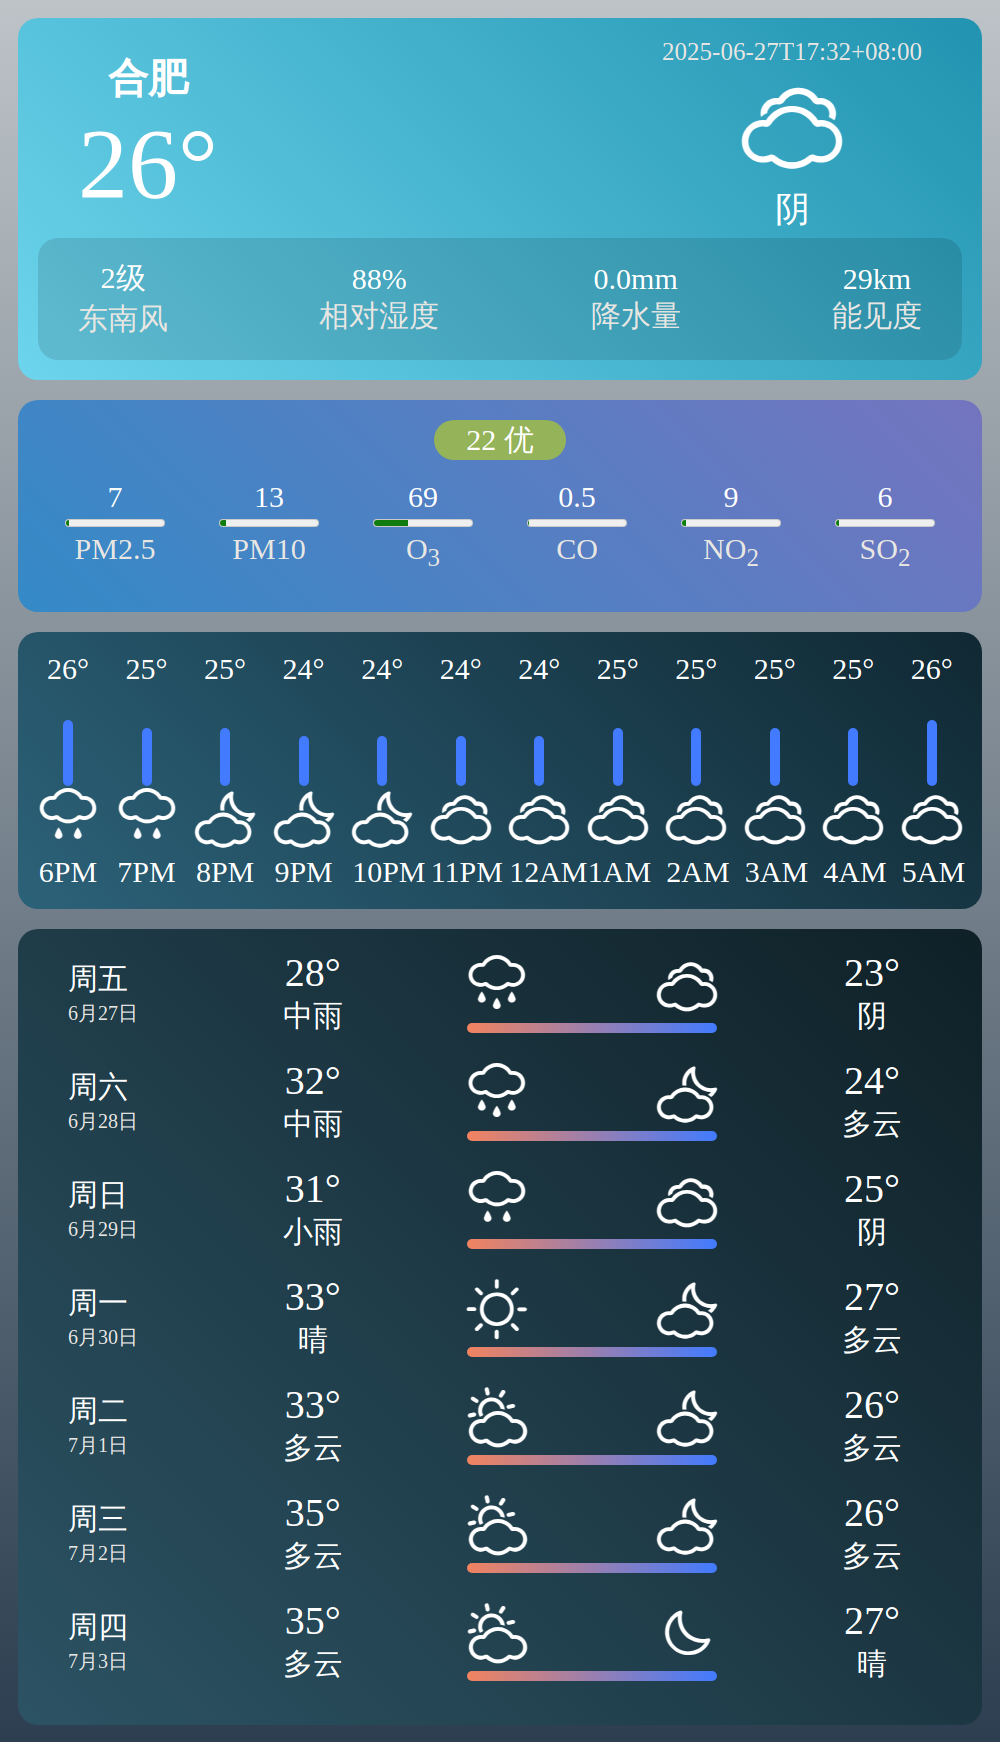 合肥
26°
2025-06-27T17:32+08:00
阴
2级 88% 0.0mm 29km
东南风 相对湿度 降水量 能见度
22 优
7 13 69 0.5 9 6
PM2.5 PM10 O3 CO NO2 SO2
26° 25° 25° 24° 24° 24° 24° 25° 25° 25° 25° 26°
6PM 7PM 8PM 9PM 10PM 11PM 12AM 1AM 2AM 3AM 4AM 5AM
周五 28° 23°
6月27日 中雨 阴
周六 32° 24°
6月28日 中雨 多云
周日 31° 25°
6月29日 小雨 阴
周一 33° 27°
6月30日 晴 多云
周二 33° 26°
7月1日 多云 多云
周三 35° 26°
7月2日 多云 多云
周四 35° 27°
7月3日 多云 晴